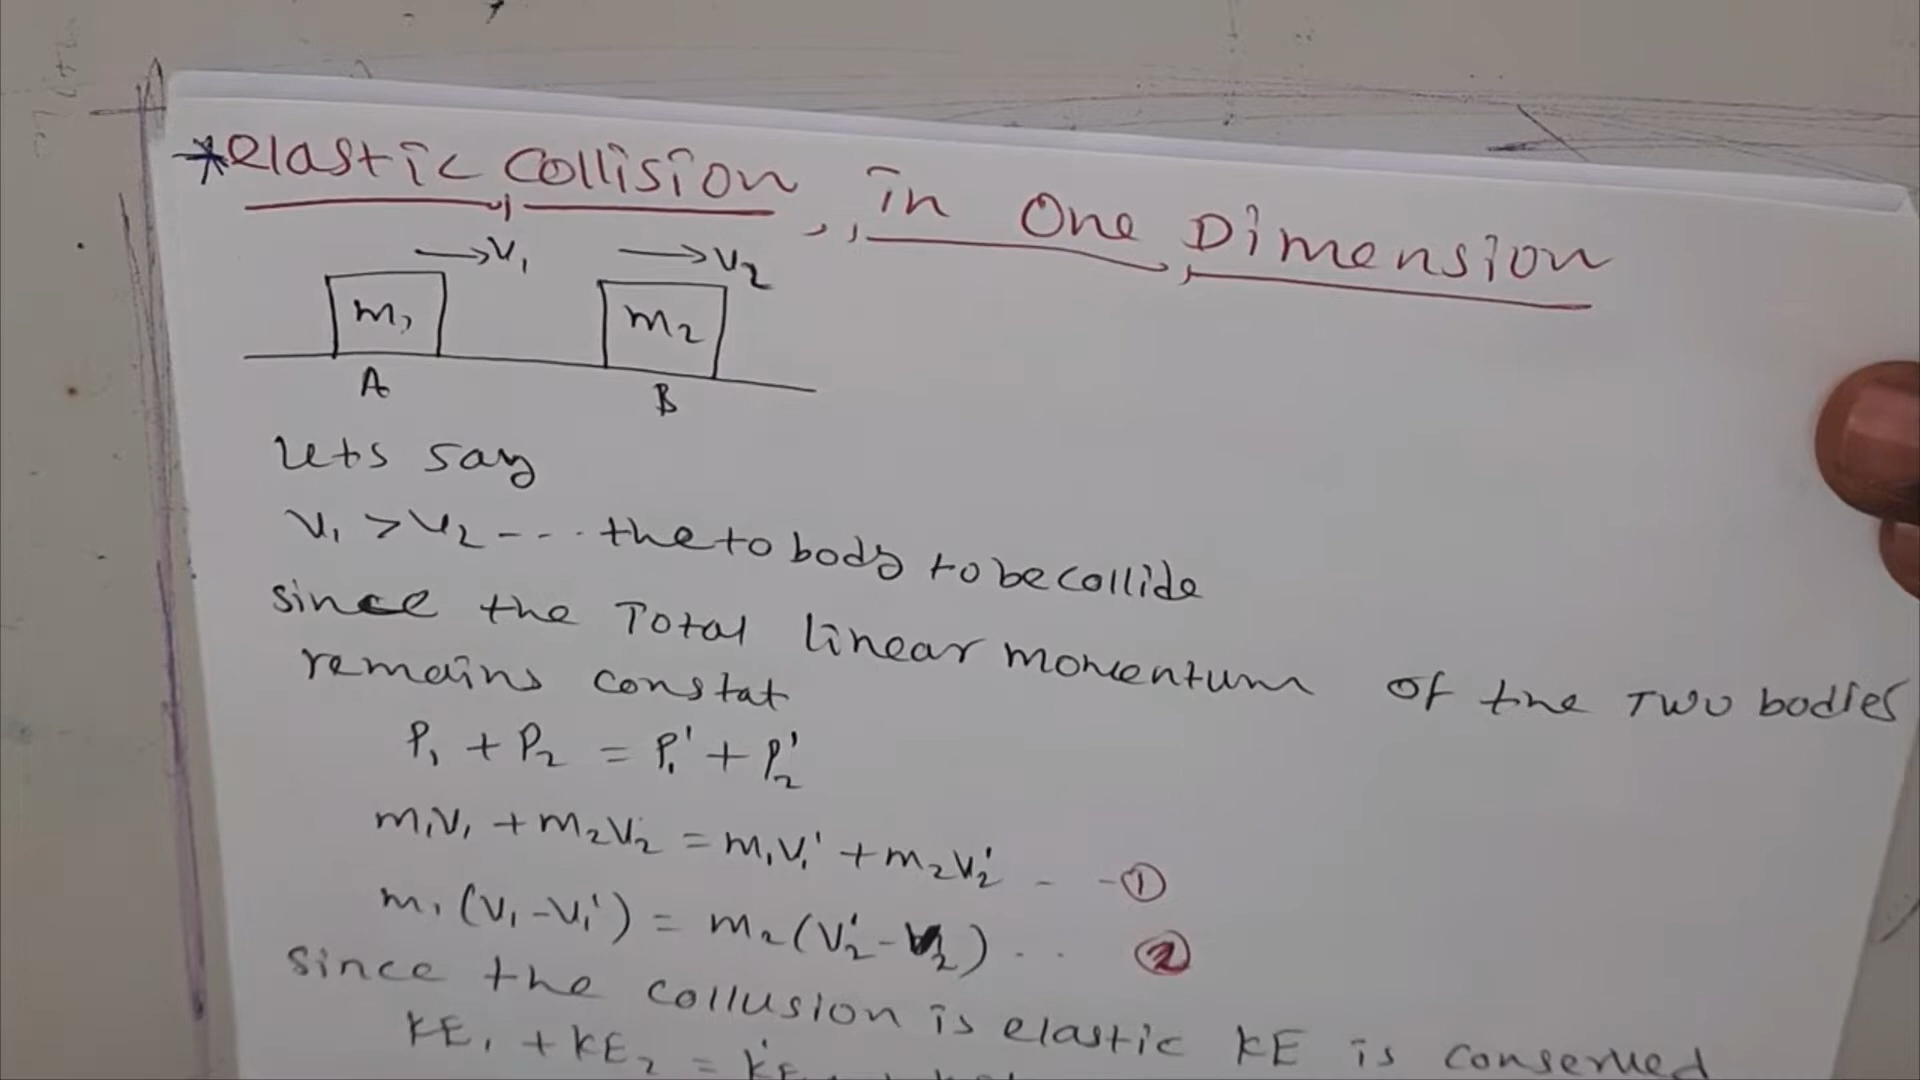 *elastic collision, in One Dimension
→V₁ →V₂
m₁ m₂
A B
lets say
V₁ > V₂ --- the to body to be collide
since the Total linear momentum of the Two bodies
remains constat
P₁ + P₂ = P₁' + P₂'
m₁V₁ + m₂V₂ = m₁V₁' + m₂V₂' - - ①
m₁(V₁-V₁') = m₂(V₂'-V₂) - - ②
since the collusion is elastic KE is conserved
KE₁ + KE₂ =